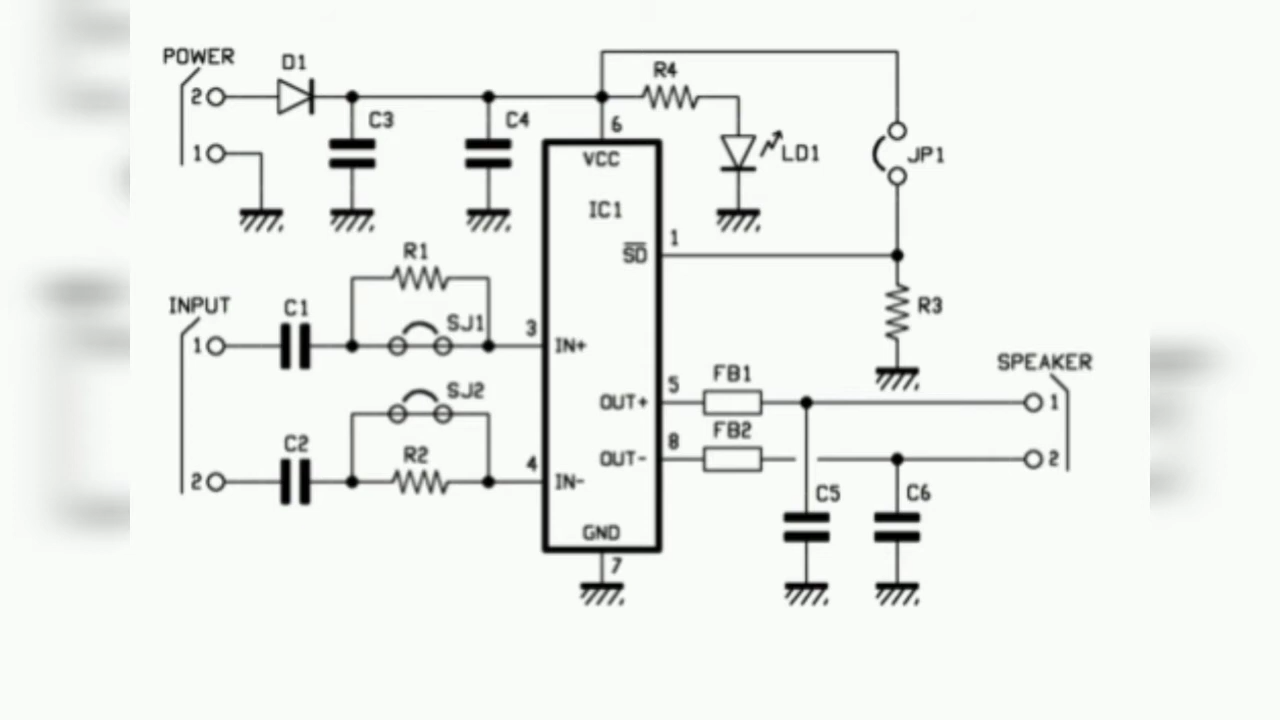 POWER
D1
R4
2
C3
C4
6
1
VCC
LD1
JP1
IC1
1
SD
R1
INPUT
C1
SJ1
3
R3
1
IN+
SPEAKER
SJ2
5
FB1
OUT+
1
C2
R2
4
8
FB2
OUT-
2
2
IN-
C5
C6
GND
7